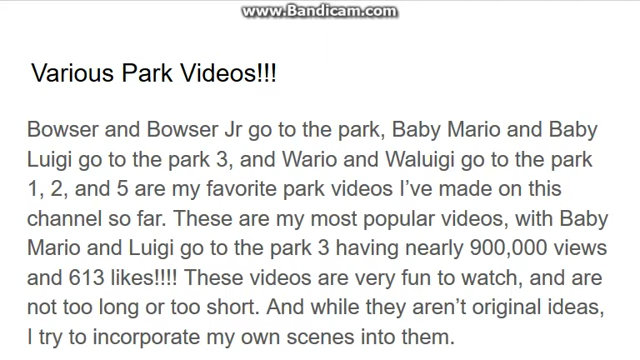 www.Bandicam.com
Various Park Videos!!!
Bowser and Bowser Jr go to the park, Baby Mario and Baby
Luigi go to the park 3, and Wario and Waluigi go to the park
1, 2, and 5 are my favorite park videos I’ve made on this
channel so far. These are my most popular videos, with Baby
Mario and Luigi go to the park 3 having nearly 900,000 views
and 613 likes!!!! These videos are very fun to watch, and are
not too long or too short. And while they aren’t original ideas,
I try to incorporate my own scenes into them.